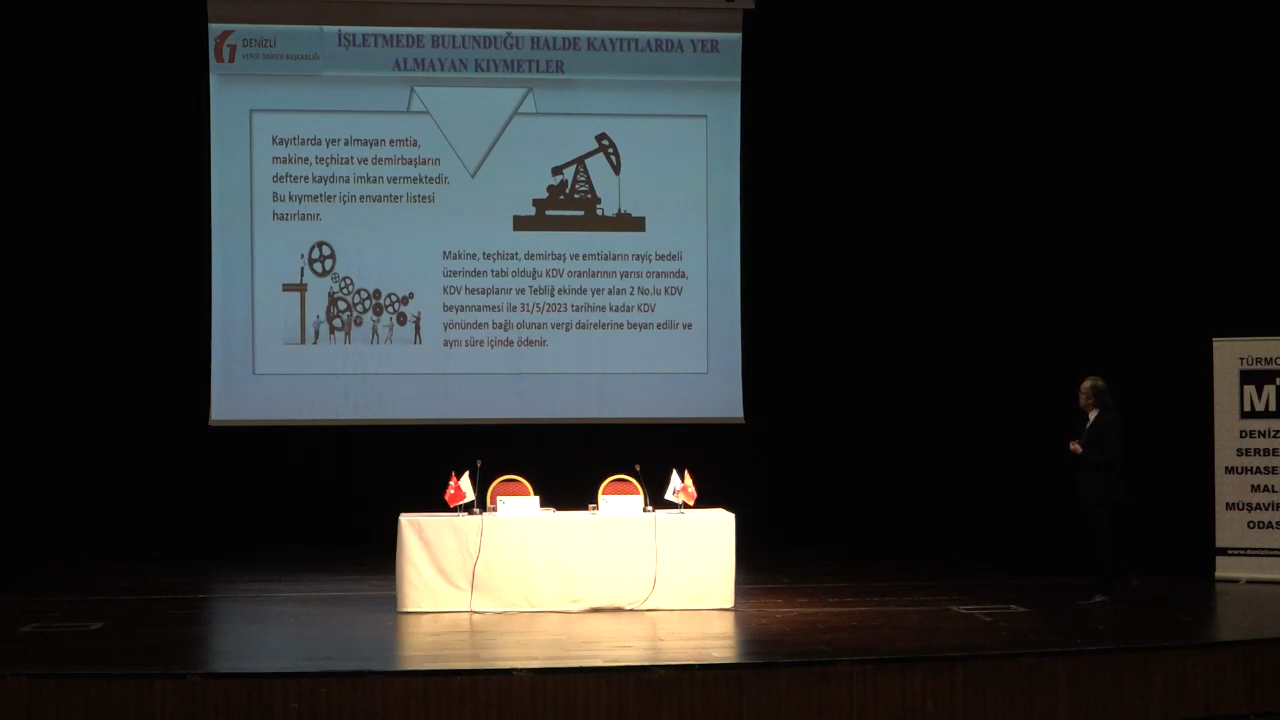 DENİZLİ
VERGİ DAİRESİ BAŞKANLIĞI
İŞLETMEDE BULUNDUĞU HALDE KAYITLARDA YER
ALMAYAN KIYMETLER
Kayıtlarda yer almayan emtia,
makine, teçhizat ve demirbaşların
deftere kaydına imkan vermektedir.
Bu kıymetler için envanter listesi
hazırlanır.
Makine, teçhizat, demirbaş ve emtiaların rayiç bedeli
üzerinden tabi olduğu KDV oranlarının yarısı oranında,
KDV hesaplanır ve Tebliğ ekinde yer alan 2 No.lu KDV
beyannamesi ile 31/5/2023 tarihine kadar KDV
yönünden bağlı olunan vergi dairelerine beyan edilir ve
aynı süre içinde ödenir.
TÜRMO
M
DENİZ
SERBE
MUHASE
MAL
MÜŞAVİR
ODAS
www.denizlism